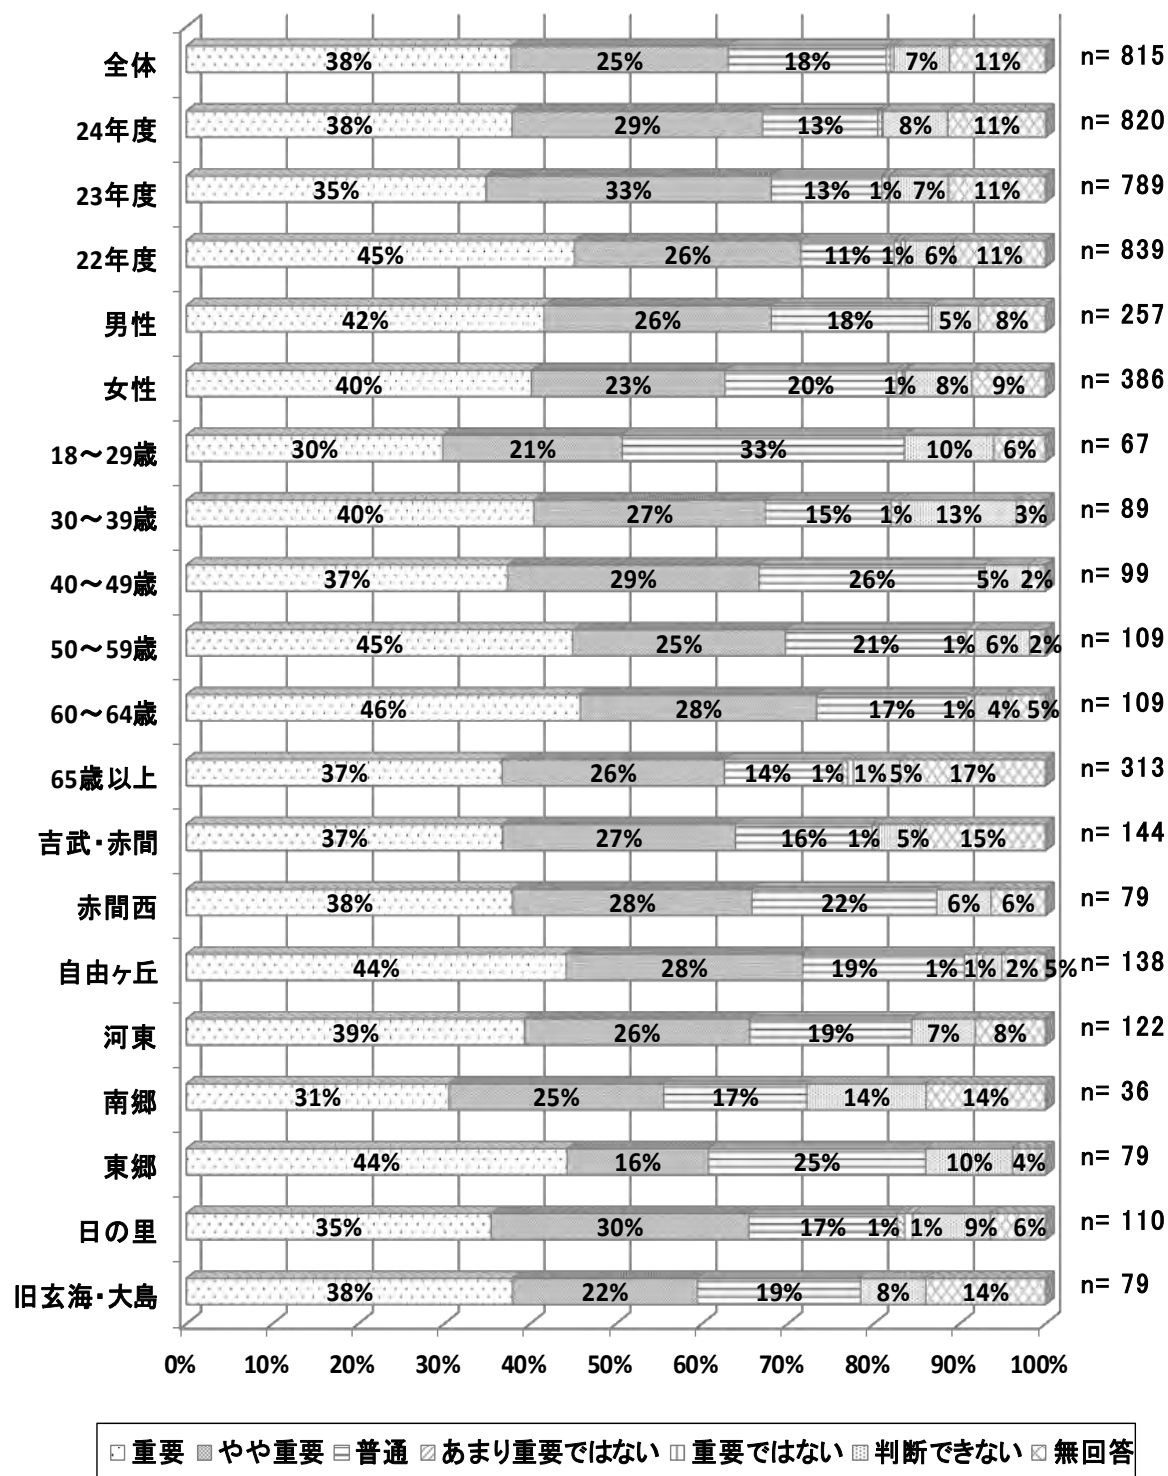 全体 38% 25% 18% 7% 11% n= 815
24年度 38% 29% 13% 8% 11% n= 820
23年度 35% 33% 13% 1% 7% 11% n= 789
22年度 45% 26% 11% 1% 6% 11% n= 839
男性 42% 26% 18% 5% 8% n= 257
女性 40% 23% 20% 1% 8% 9% n= 386
18～29歳 30% 21% 33% 10% 6% n= 67
30～39歳 40% 27% 15% 1% 13% 3% n= 89
40～49歳 37% 29% 26% 5% 2% n= 99
50～59歳 45% 25% 21% 1% 6% 2% n= 109
60～64歳 46% 28% 17% 1% 4% 5% n= 109
65歳以上 37% 26% 14% 1% 1% 5% 17% n= 313
吉武・赤間 37% 27% 16% 1% 5% 15% n= 144
赤間西 38% 28% 22% 6% 6% n= 79
自由ヶ丘 44% 28% 19% 1% 1% 2% 5% n= 138
河東 39% 26% 19% 7% 8% n= 122
南郷 31% 25% 17% 14% 14% n= 36
東郷 44% 16% 25% 10% 4% n= 79
日の里 35% 30% 17% 1% 1% 9% 6% n= 110
旧玄海・大島 38% 22% 19% 8% 14% n= 79
0% 10% 20% 30% 40% 50% 60% 70% 80% 90% 100%
重要 やや重要 普通 あまり重要ではない 重要ではない 判断できない 無回答